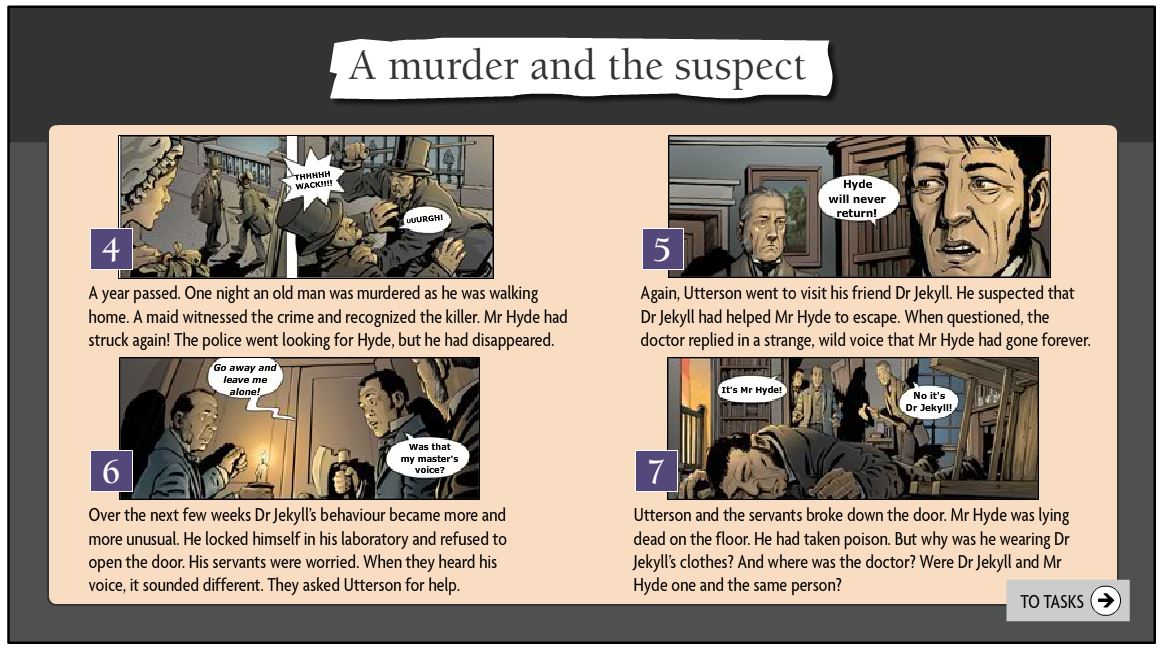 A murder and the suspect
THHHHH
WACK!!!!
uUURGH!
4
A year passed. One night an old man was murdered as he was walking
home. A maid witnessed the crime and recognized the killer. Mr Hyde had
struck again! The police went looking for Hyde, but he had disappeared.
Hyde
will never
return!
5
Again, Utterson went to visit his friend Dr Jekyll. He suspected that
Dr Jekyll had helped Mr Hyde to escape. When questioned, the
doctor replied in a strange, wild voice that Mr Hyde had gone forever.
Go away and
leave me
alone!
Was that
my master's
voice?
6
Over the next few weeks Dr Jekyll's behaviour became more and
more unusual. He locked himself in his laboratory and refused to
open the door. His servants were worried. When they heard his
voice, it sounded different. They asked Utterson for help.
It's Mr Hyde!
No it's
Dr Jekyll!
7
Utterson and the servants broke down the door. Mr Hyde was lying
dead on the floor. He had taken poison. But why was he wearing Dr
Jekyll's clothes? And where was the doctor? Were Dr Jekyll and Mr
Hyde one and the same person?
TO TASKS